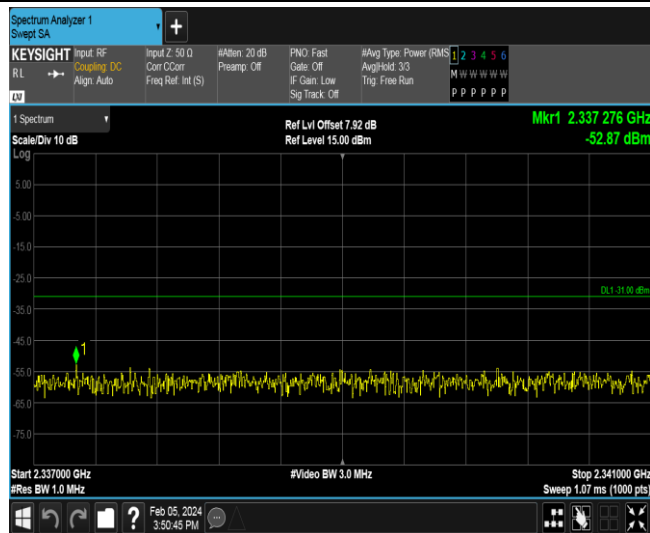 Spectrum Analyzer 1
Swept SA
+
KEYSIGHT Input: RF Input Z: 50 Ω #Atten: 20 dB PNO: Fast #Avg Type: Power (RMS 1 2 3 4 5 6
RL Coupling: DC Corr CCorr Preamp: Off Gate: Off Avg|Hold: 3/3 M W W W W W
Align: Auto Freq Ref: Int (S) IF Gain: Low Trig: Free Run
Sig Track: Off P P P P P P
1 Spectrum Ref Lvl Offset 7.92 dB Mkr1 2.337 276 GHz
Scale/Div 10 dB Ref Level 15.00 dBm -52.87 dBm
Log
5.00
-5.00
-15.0
-25.0
DL1 -31.00 dBm
-35.0
-45.0
1
-55.0
-65.0
-75.0
Start 2.337000 GHz #Video BW 3.0 MHz Stop 2.341000 GHz
#Res BW 1.0 MHz Sweep 1.07 ms (1000 pts)
? Feb 05, 2024
3:50:45 PM